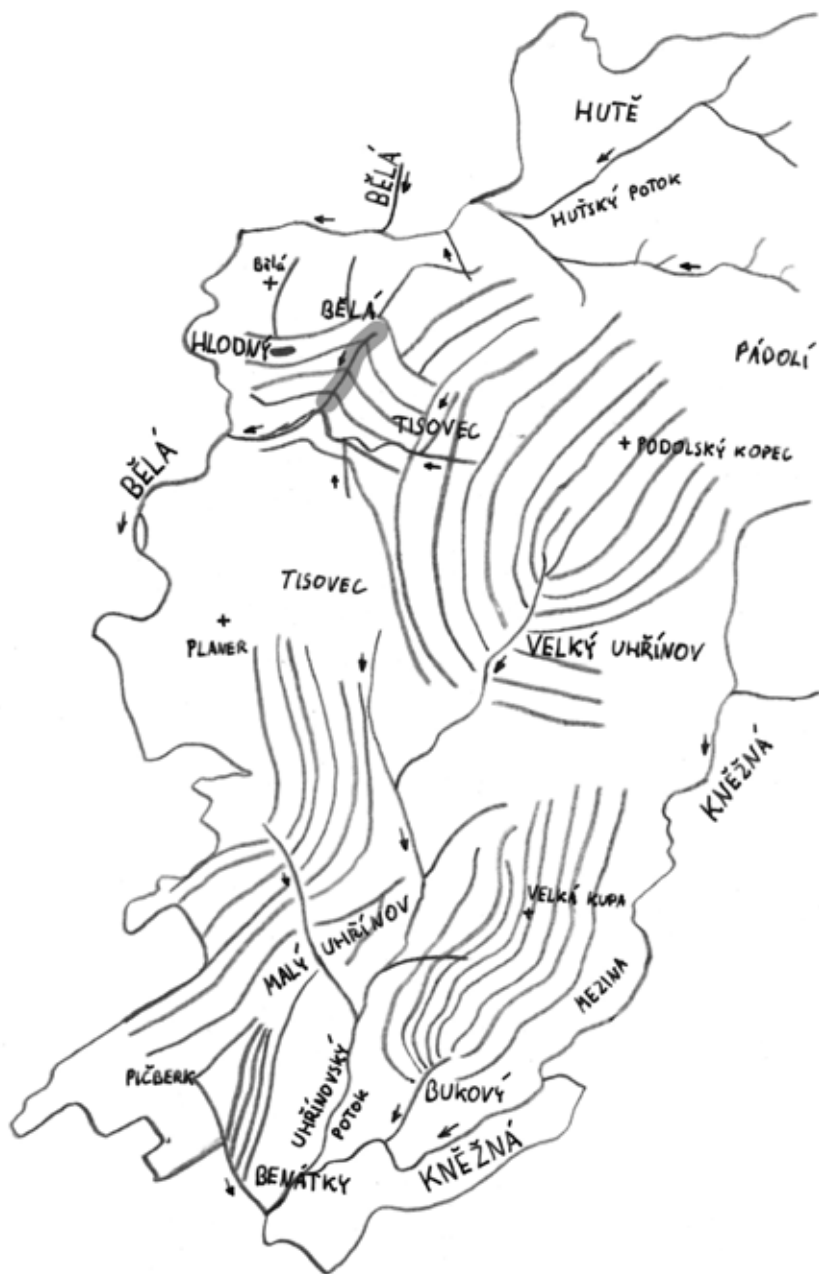 HUTĚ
BĚLÁ
HUŤSKÝ POTOK
Bělá
BĚLÁ
HLODNÝ
PÁDOLÍ
TISOVEC
PODOLSKÝ KOPEC
BĚLÁ
TISOVEC
PLANER
VELKÝ UHŘÍNOV
KNĚŽNÁ
VELKÁ KUPA
MALÝ UHŘÍNOV
MEZINA
PIČBERK
UHŘÍNOVSKÝ
POTOK
BUKOVÝ
BENÁTKY
KNĚŽNÁ